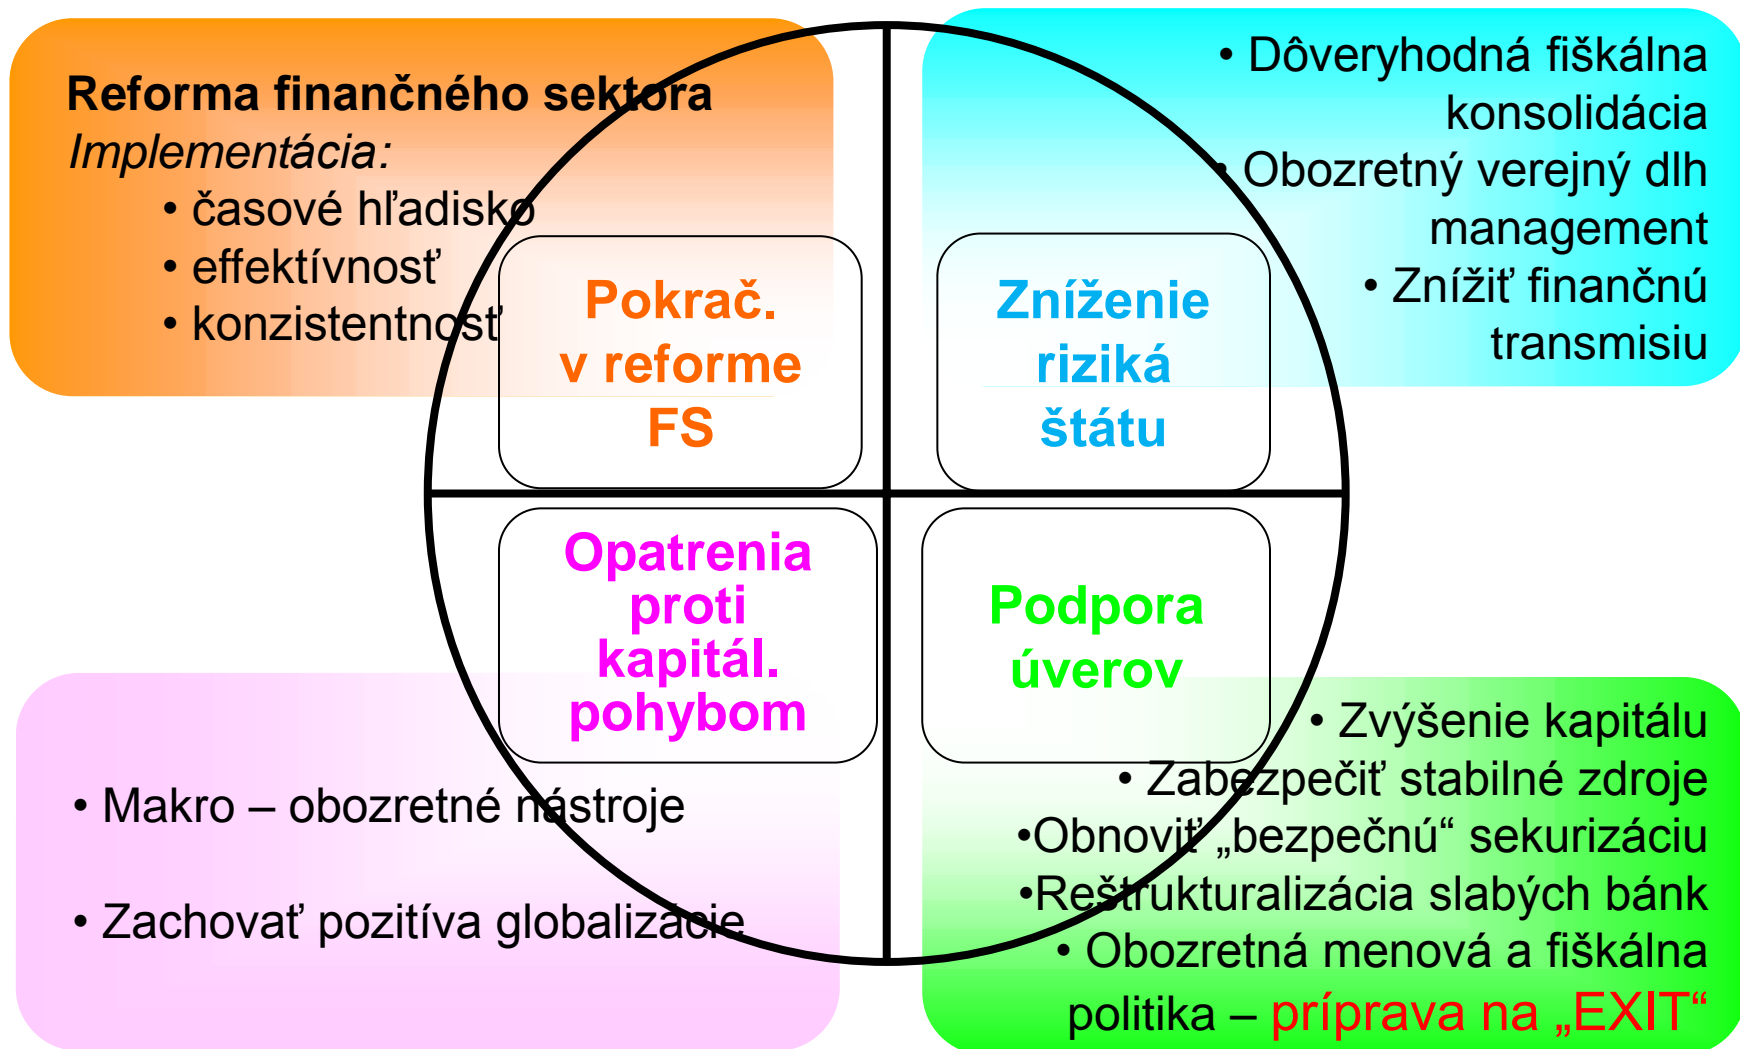 Reforma finančného sektora
Implementácia:
• časové hľadisko
• effektívnosť
• konzistentnosť
• Dôveryhodná fiškálna
konsolidácia
• Obozretný verejný dlh
management
• Znížiť finančnú
transmisiu
Pokrač.
v reforme
FS
Zníženie
riziká
štátu
Opatrenia
proti
kapitál.
pohybom
Podpora
úverov
• Makro – obozretné nástroje
• Zachovať pozitíva globalizácie
• Zvýšenie kapitálu
• Zabezpečiť stabilné zdroje
•Obnoviť „bezpečnú“ sekurizáciu
•Reštrukturalizácia slabých bánk
• Obozretná menová a fiškálna
politika – príprava na „EXIT“